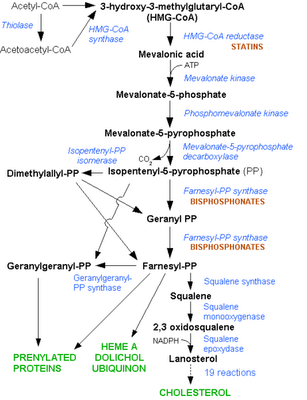 Acetyl-CoA
3-hydroxy-3-methylglutaryl-CoA
(HMG-CoA)
Thiolase
HMG-CoA
synthase
Acetoacetyl-CoA
HMG-CoA reductase
STATINS
Mevalonic acid
ATP
Mevalonate kinase
Mevalonate-5-phosphate
Phosphomevalonate kinase
Mevalonate-5-pyrophosphate
Mevalonate-5-pyrophosphate
decarboxylase
CO2
Isopentenyl-PP
isomerase
Dimethylallyl-PP
Isopentenyl-5-pyrophosphate (PP)
Farnesyl-PP synthase
BISPHOSPHONATES
Geranyl PP
Farnesyl-PP synthase
BISPHOSPHONATES
Geranylgeranyl-PP
Farnesyl-PP
Geranylgeranyl-
PP synthase
Squalene synthase
Squalene
Squalene
monooxygenase
2,3 oxidosqualene
NADPH
Squalene
epoxydase
Lanosterol
19 reactions
PRENYLATED
PROTEINS
HEME A
DOLICHOL
UBIQUINON
CHOLESTEROL